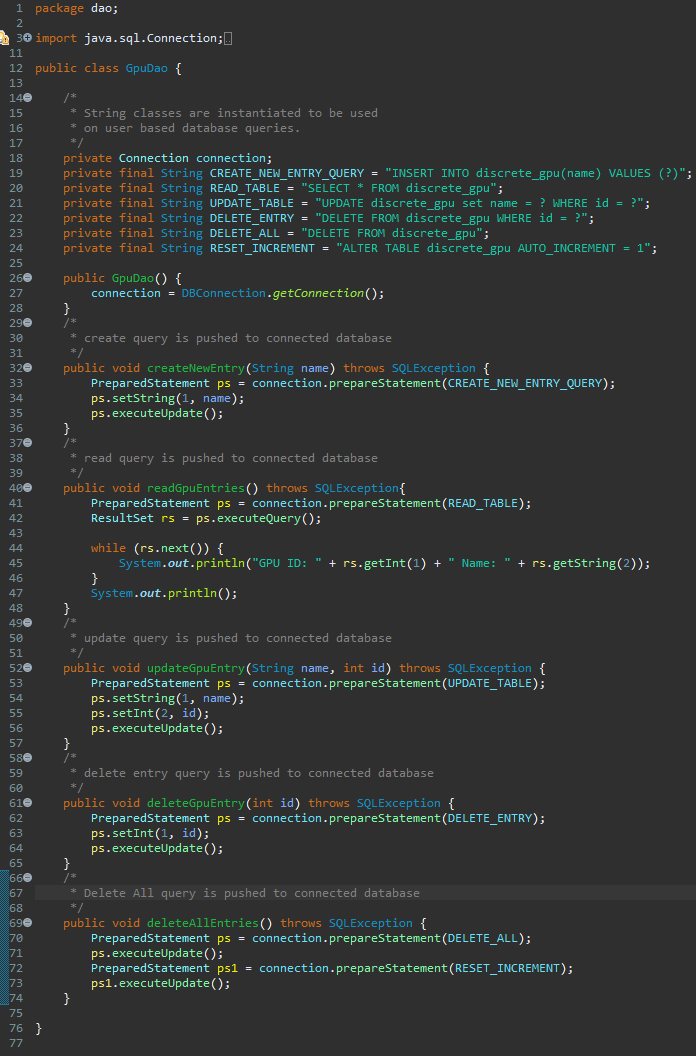 1 package dao;
2
3 import java.sql.Connection;
11
12 public class GpuDao {
13
14     /*
15      * String classes are instantiated to be used
16      * on user based database queries.
17      */
18     private Connection connection;
19     private final String CREATE_NEW_ENTRY_QUERY = "INSERT INTO discrete_gpu(name) VALUES (?)";
20     private final String READ_TABLE = "SELECT * FROM discrete_gpu";
21     private final String UPDATE_TABLE = "UPDATE discrete_gpu set name = ? WHERE id = ?";
22     private final String DELETE_ENTRY = "DELETE FROM discrete_gpu WHERE id = ?";
23     private final String DELETE_ALL = "DELETE FROM discrete_gpu";
24     private final String RESET_INCREMENT = "ALTER TABLE discrete_gpu AUTO_INCREMENT = 1";
25
26     public GpuDao() {
27         connection = DBConnection.getConnection();
28     }
29     /*
30      * create query is pushed to connected database
31      */
32     public void createNewEntry(String name) throws SQLException {
33         PreparedStatement ps = connection.prepareStatement(CREATE_NEW_ENTRY_QUERY);
34         ps.setString(1, name);
35         ps.executeUpdate();
36     }
37     /*
38      * read query is pushed to connected database
39      */
40     public void readGpuEntries() throws SQLException{
41         PreparedStatement ps = connection.prepareStatement(READ_TABLE);
42         ResultSet rs = ps.executeQuery();
43
44         while (rs.next()) {
45             System.out.println("GPU ID: " + rs.getInt(1) + " Name: " + rs.getString(2));
46         }
47         System.out.println();
48     }
49     /*
50      * update query is pushed to connected database
51      */
52     public void updateGpuEntry(String name, int id) throws SQLException {
53         PreparedStatement ps = connection.prepareStatement(UPDATE_TABLE);
54         ps.setString(1, name);
55         ps.setInt(2, id);
56         ps.executeUpdate();
57     }
58     /*
59      * delete entry query is pushed to connected database
60      */
61     public void deleteGpuEntry(int id) throws SQLException {
62         PreparedStatement ps = connection.prepareStatement(DELETE_ENTRY);
63         ps.setInt(1, id);
64         ps.executeUpdate();
65     }
66     /*
67      * Delete All query is pushed to connected database
68      */
69     public void deleteAllEntries() throws SQLException {
70         PreparedStatement ps = connection.prepareStatement(DELETE_ALL);
71         ps.executeUpdate();
72         PreparedStatement ps1 = connection.prepareStatement(RESET_INCREMENT);
73         ps1.executeUpdate();
74     }
75
76 }
77